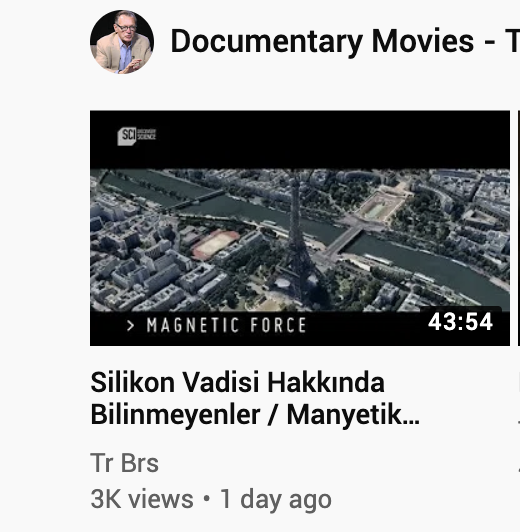 Documentary Movies - T
SCI DISCOVERY SCIENCE
> MAGNETIC FORCE
43:54
Silikon Vadisi Hakkında
Bilinmeyenler / Manyetik...
Tr Brs
3K views • 1 day ago